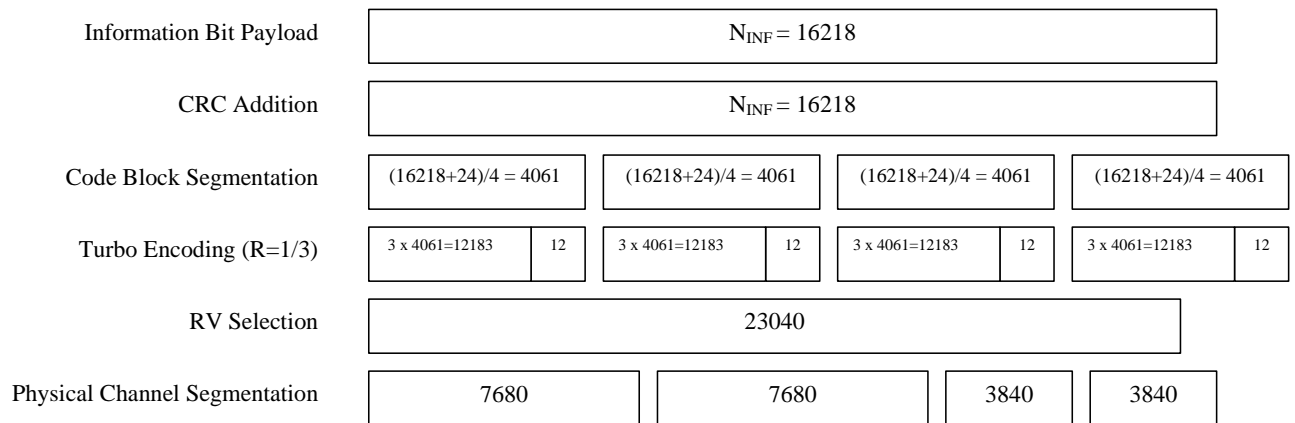 Information Bit Payload N_INF = 16218
CRC Addition N_INF = 16218
Code Block Segmentation (16218+24)/4 = 4061 (16218+24)/4 = 4061 (16218+24)/4 = 4061 (16218+24)/4 = 4061
Turbo Encoding (R=1/3) 3 x 4061=12183 12 3 x 4061=12183 12 3 x 4061=12183 12 3 x 4061=12183 12
RV Selection 23040
Physical Channel Segmentation 7680 7680 3840 3840